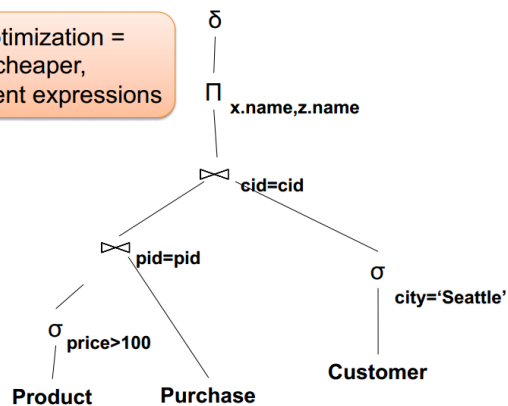 δ
timization =
cheaper,
ent expressions
Π x.name,z.name
cid=cid
pid=pid
σ
city=‘Seattle’
σ price>100
Customer
Product Purchase